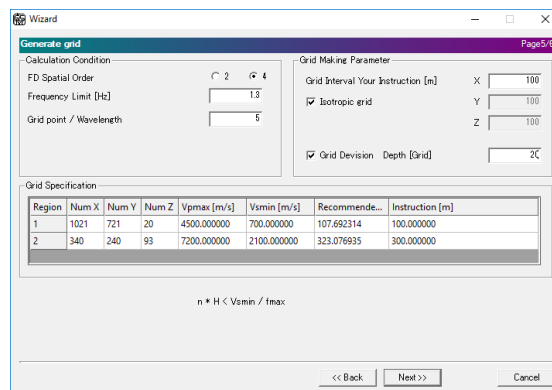 Wizard
Generate grid Page5/6
Calculation Condition
FD Spatial Order 2 4
Frequency Limit [Hz] 1.3
Grid point / Wavelength 5
Grid Making Parameter
Grid Interval Your Instruction [m] X 100
Isotropic grid Y 100
Z 100
Grid Devision Depth [Grid] 20
Grid Specification
Region Num X Num Y Num Z Vpmax [m/s] Vsmin [m/s] Recommende... Instruction [m]
1 1021 721 20 4500.000000 700.000000 107.692314 100.000000
2 340 240 93 7200.000000 2100.000000 323.076935 300.000000
n * H < Vsmin / fmax
<< Back Next >> Cancel